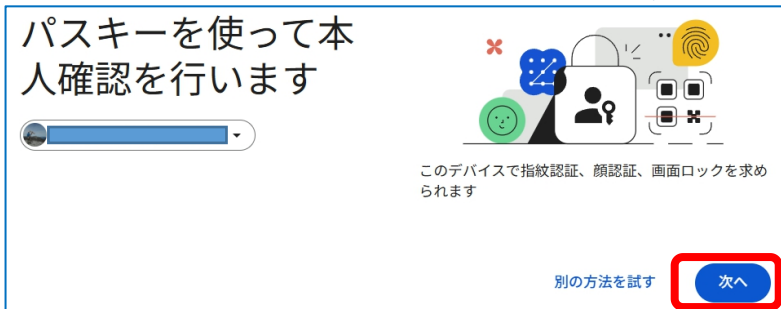 パスキーを使って本
人確認を行います
このデバイスで指紋認証、顔認証、画面ロックを求め
られます
別の方法を試す
次へ